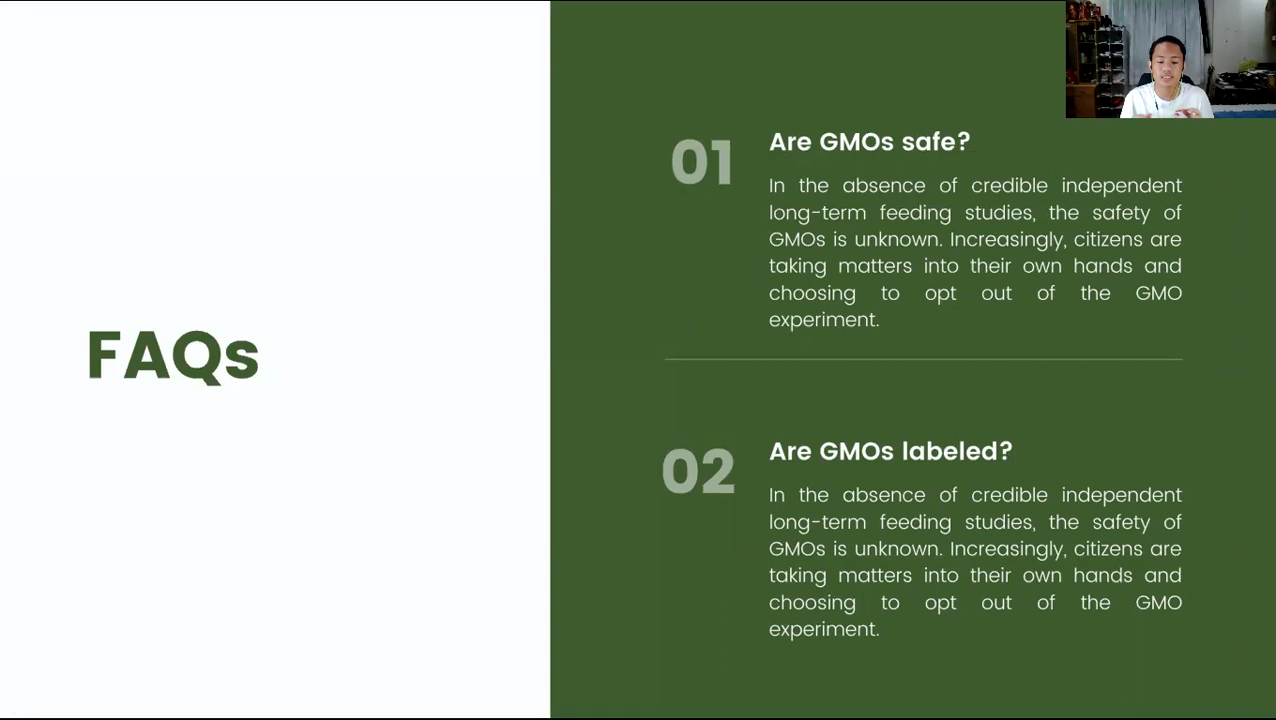 FAQs
01
Are GMOs safe?
In the absence of credible independent
long-term feeding studies, the safety of
GMOs is unknown. Increasingly, citizens are
taking matters into their own hands and
choosing to opt out of the GMO
experiment.
02
Are GMOs labeled?
In the absence of credible independent
long-term feeding studies, the safety of
GMOs is unknown. Increasingly, citizens are
taking matters into their own hands and
choosing to opt out of the GMO
experiment.